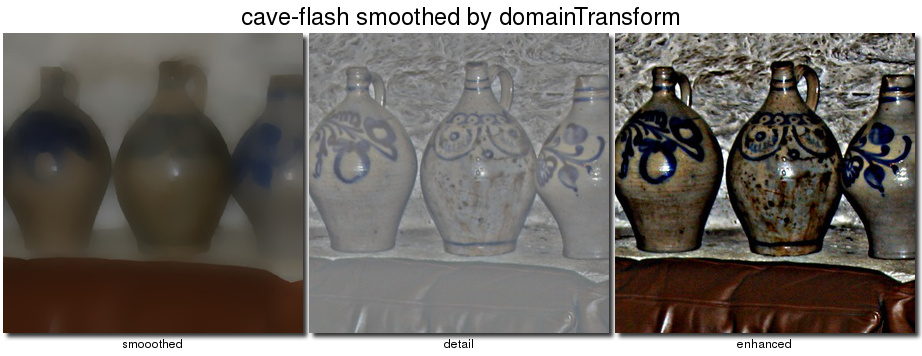 cave-flash smoothed by domainTransform
smooothed
detail
enhanced